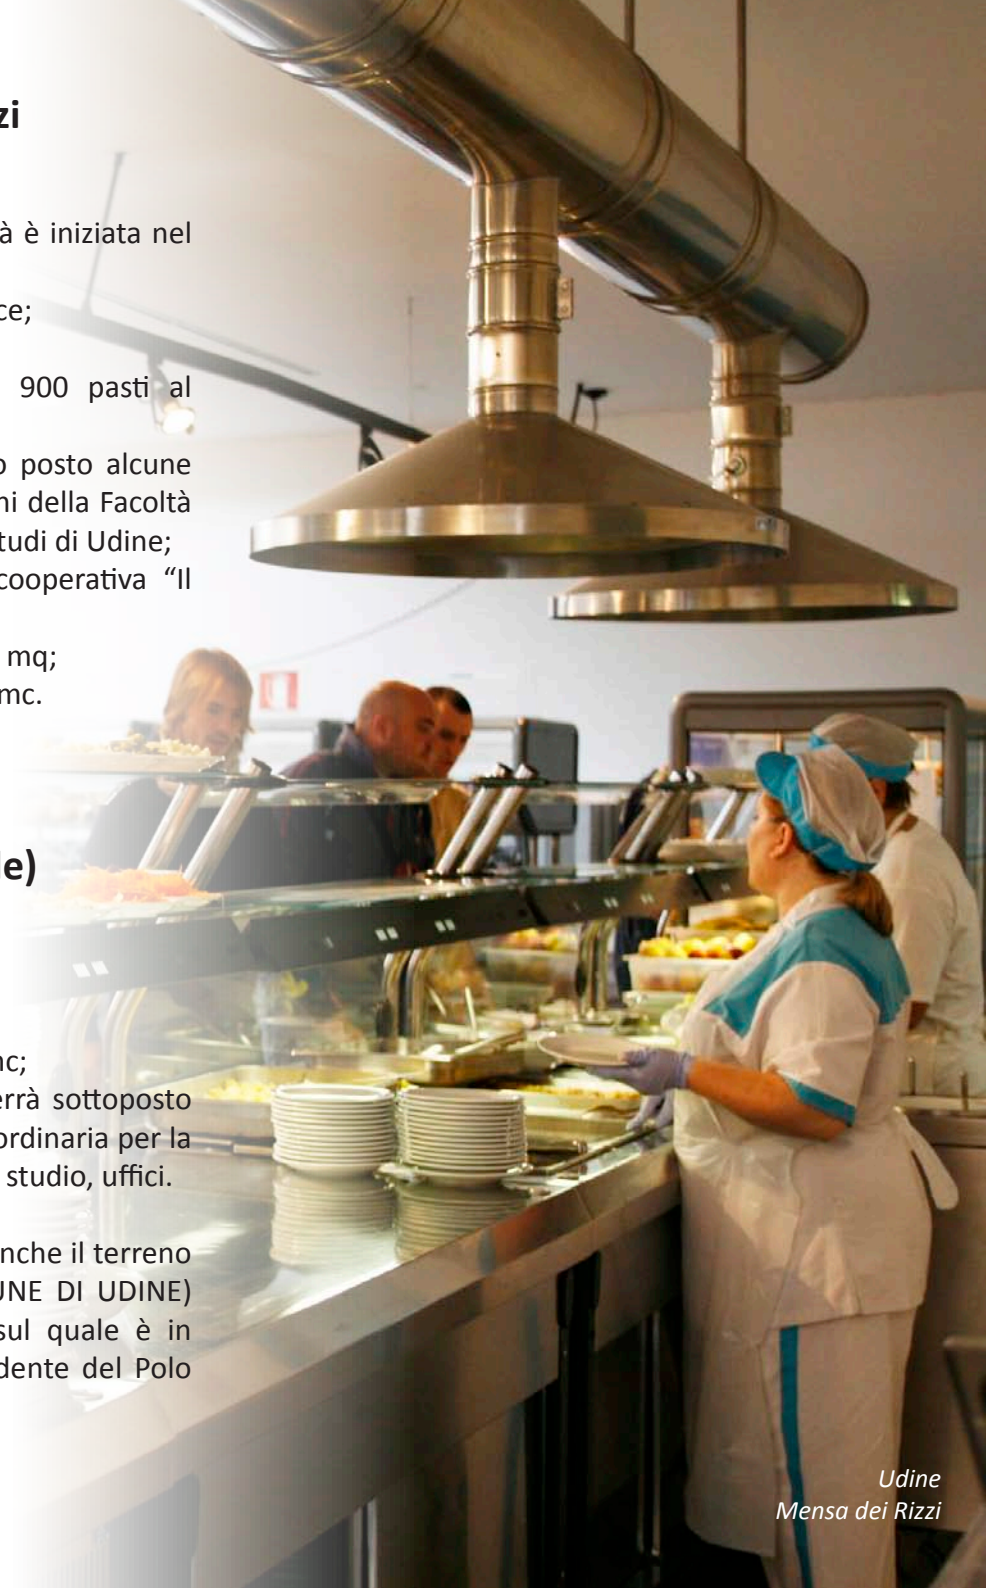 zi
à è iniziata nel
ce;
900 pasti al
o posto alcune
ni della Facoltà
tudi di Udine;
cooperativa “Il
mq;
mc.
le)
nc;
errà sottoposto
ordinaria per la
studio, uffici.
nche il terreno
UNE DI UDINE)
sul quale è in
dente del Polo
Udine
Mensa dei Rizzi